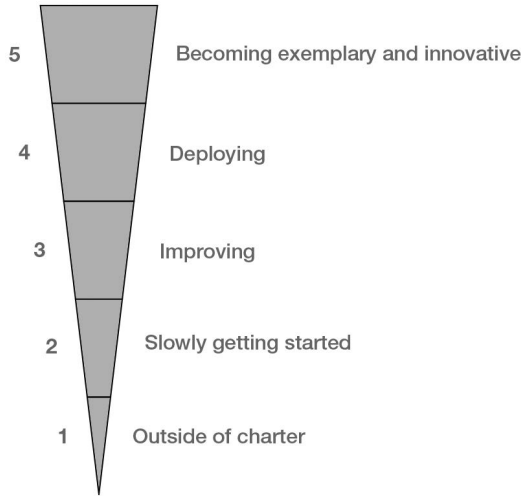 5 Becoming exemplary and innovative
4 Deploying
3 Improving
2 Slowly getting started
1 Outside of charter